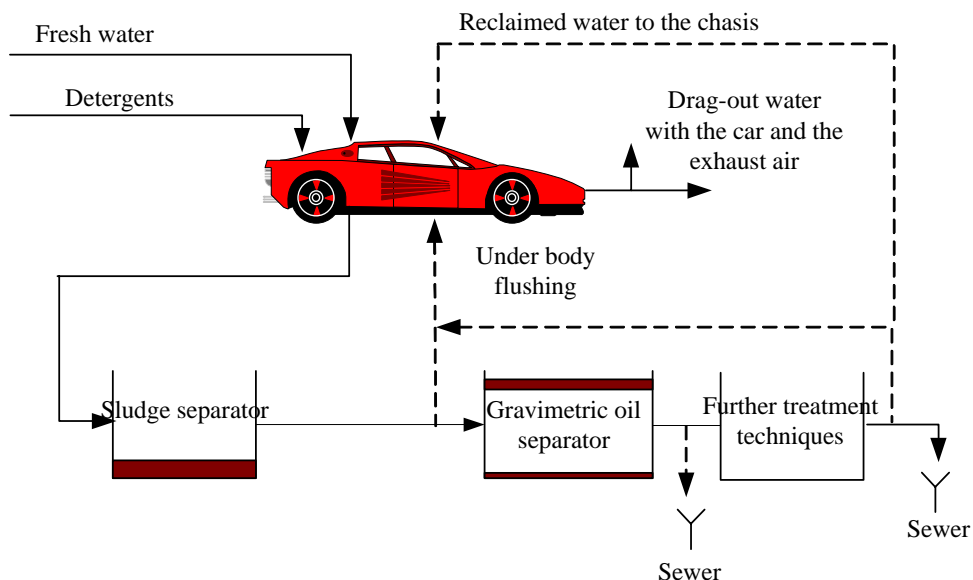 Reclaimed water to the chasis
Fresh water
Detergents
Drag-out water
with the car and the
exhaust air
Under body
flushing
Sludge separator
Gravimetric oil
separator
Further treatment
techniques
Sewer
Sewer